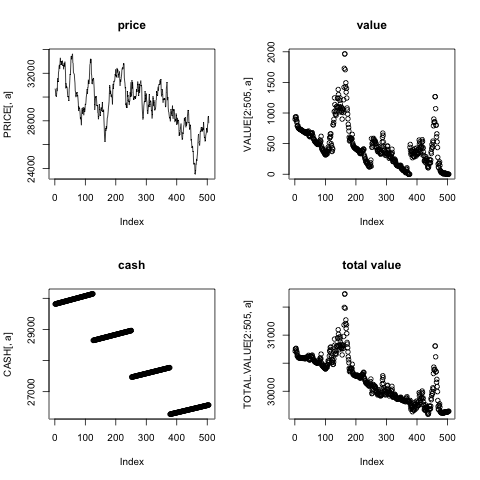 price
PRICE[, a]
24000 28000 32000
0 100 200 300 400 500
Index
value
VALUE[2:505, a]
0 500 1000 1500 2000
0 100 200 300 400 500
Index
cash
CASH[, a]
27000 29000
0 100 200 300 400 500
Index
total value
TOTAL.VALUE[2:505, a]
30000 31000
0 100 200 300 400 500
Index